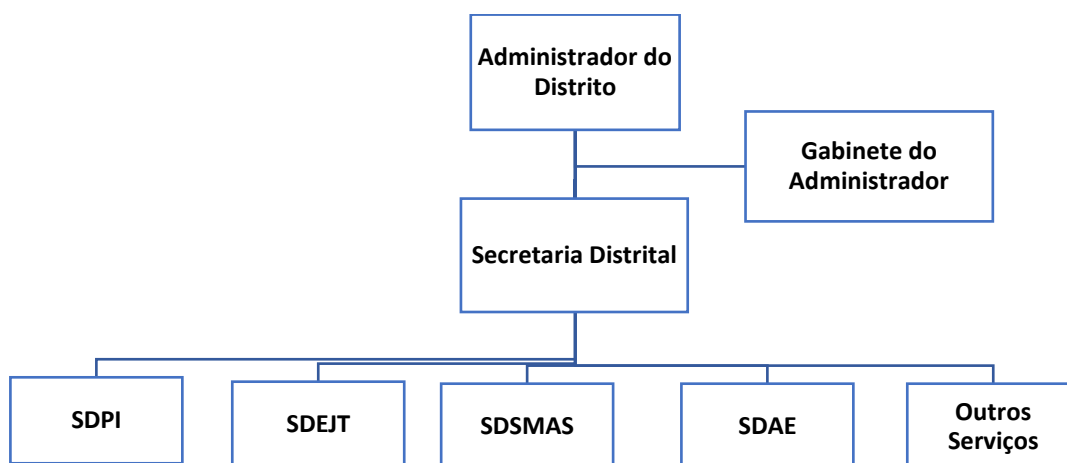 Administrador do
Distrito
Gabinete do
Administrador
Secretaria Distrital
SDPI
SDEJT
SDSMAS
SDAE
Outros
Serviços